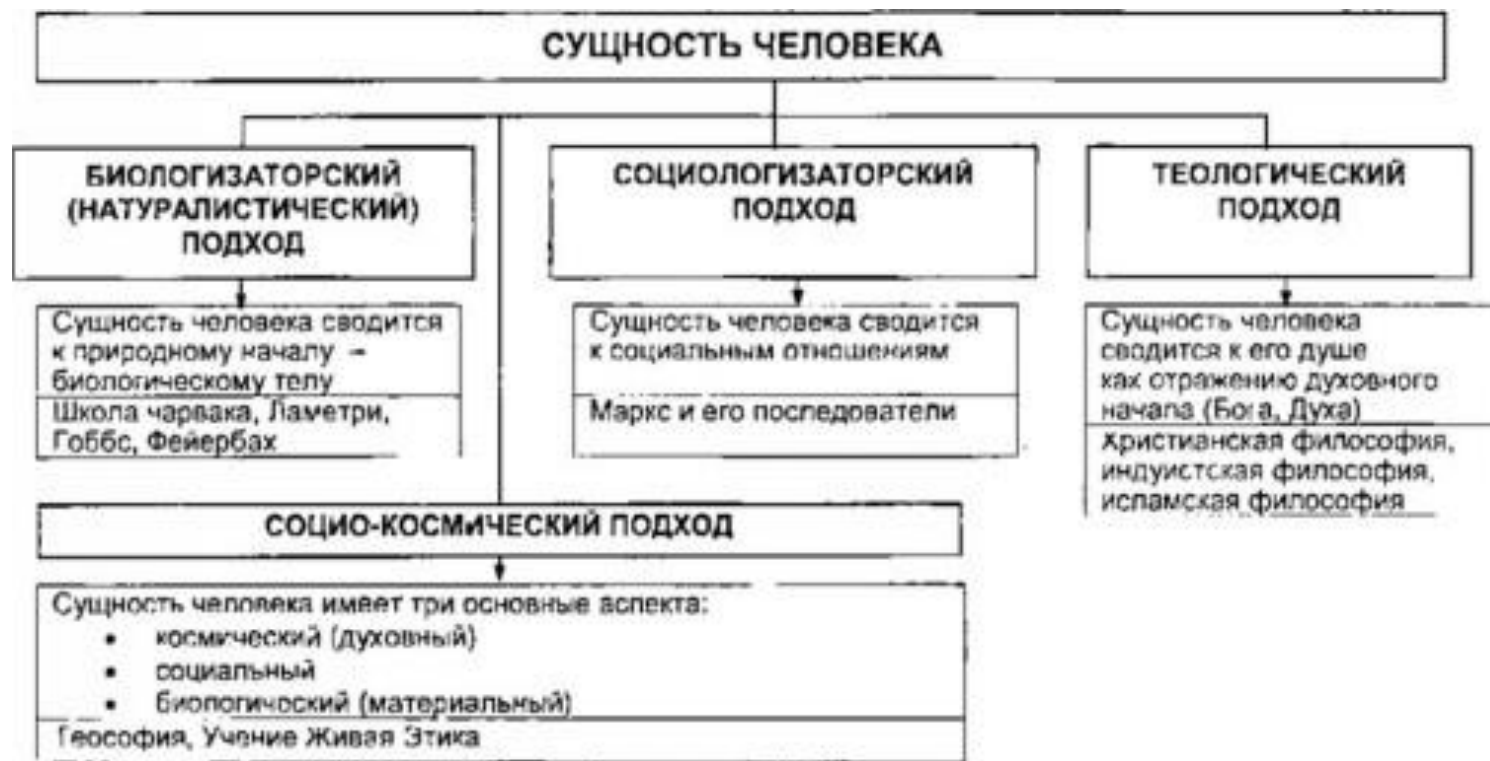 СУЩНОСТЬ ЧЕЛОВЕКА
БИОЛОГИЗАТОРСКИЙ
(НАТУРАЛИСТИЧЕСКИЙ)
ПОДХОД
Сущность человека сводится
к природному началу –
биологическому телу
Школа чарвака, Ламетри,
Гоббс, Фейербах
СОЦИОЛОГИЗАТОРСКИЙ
ПОДХОД
Сущность человека сводится
к социальным отношениям
Маркс и его последователи
ТЕОЛОГИЧЕСКИЙ
ПОДХОД
Сущность человека
сводится к его душе
как отражению духовного
начала (Бога, Духа)
Христианская философия,
индуистская философия,
исламская философия
СОЦИО-КОСМИЧЕСКИЙ ПОДХОД
Сущность человека имеет три основные аспекта:
• космический (духовный)
• социальный
• биологический (материальный)
Теософия, Учение Живая Этика